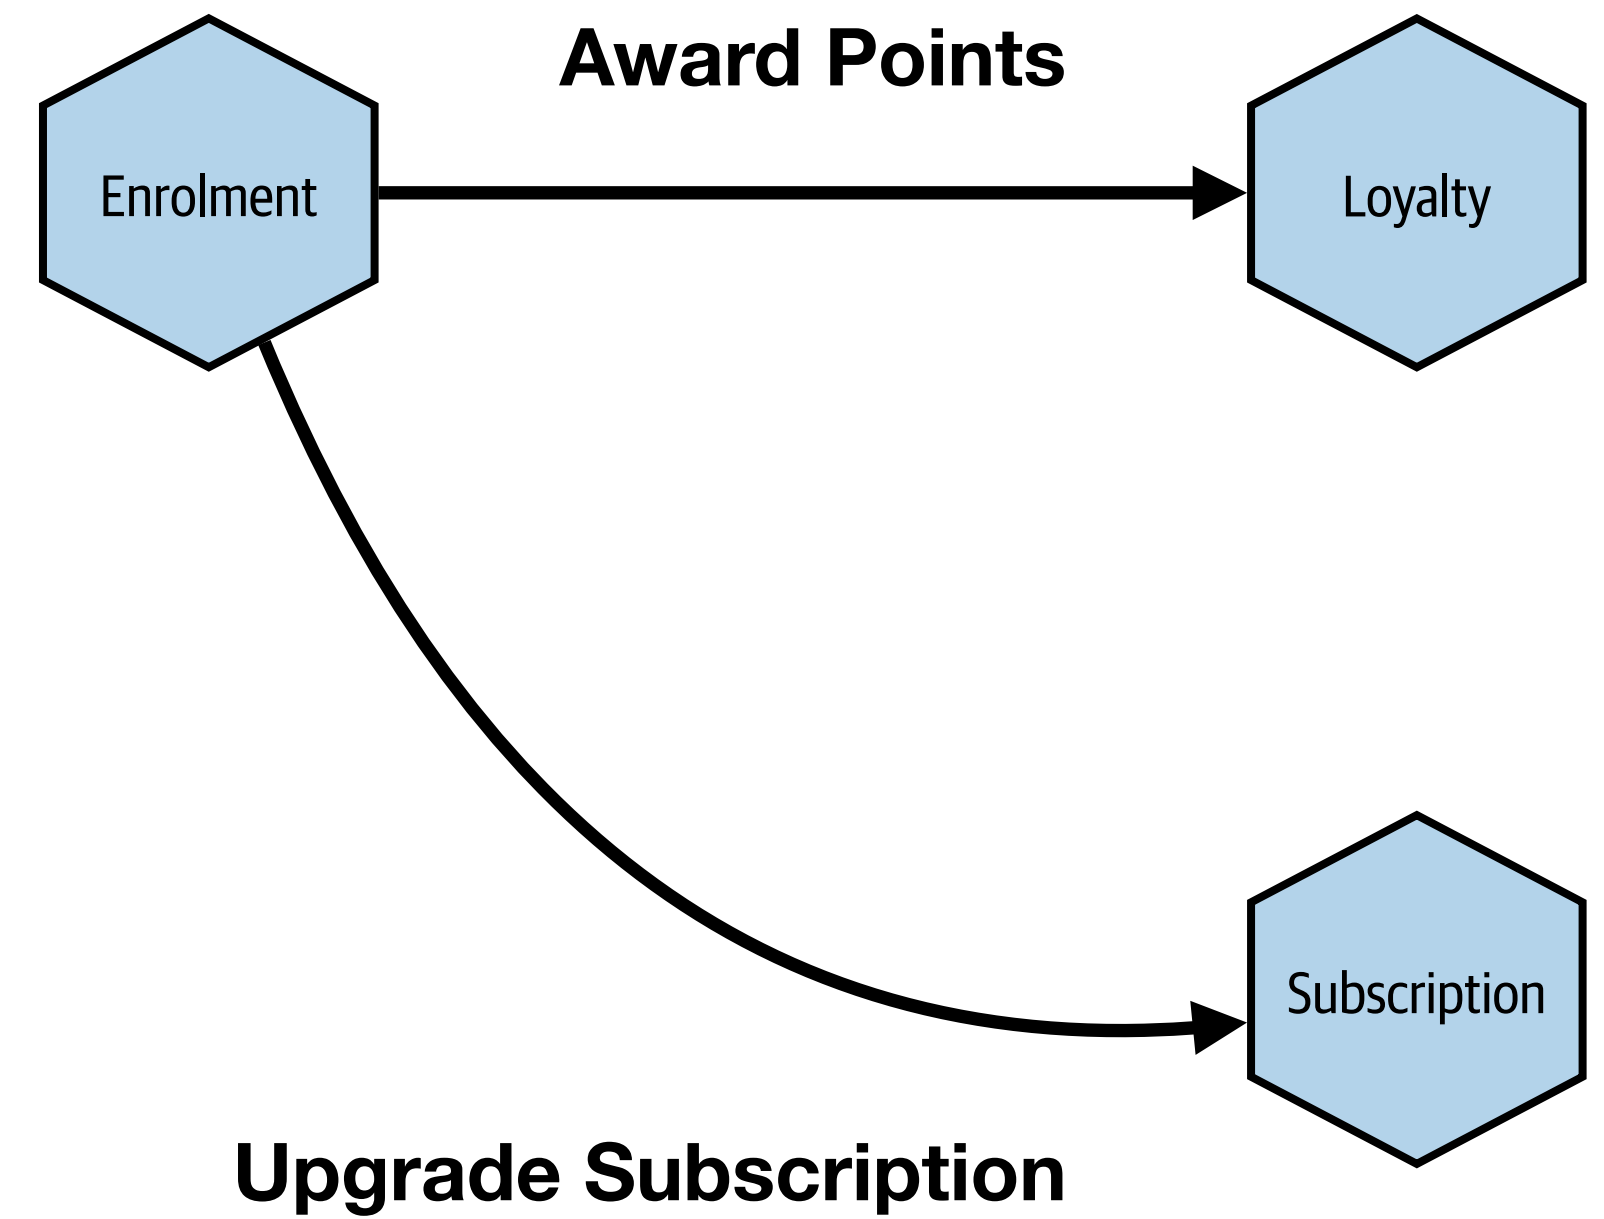 Award Points
Enrolment
Loyalty
Subscription
Upgrade Subscription